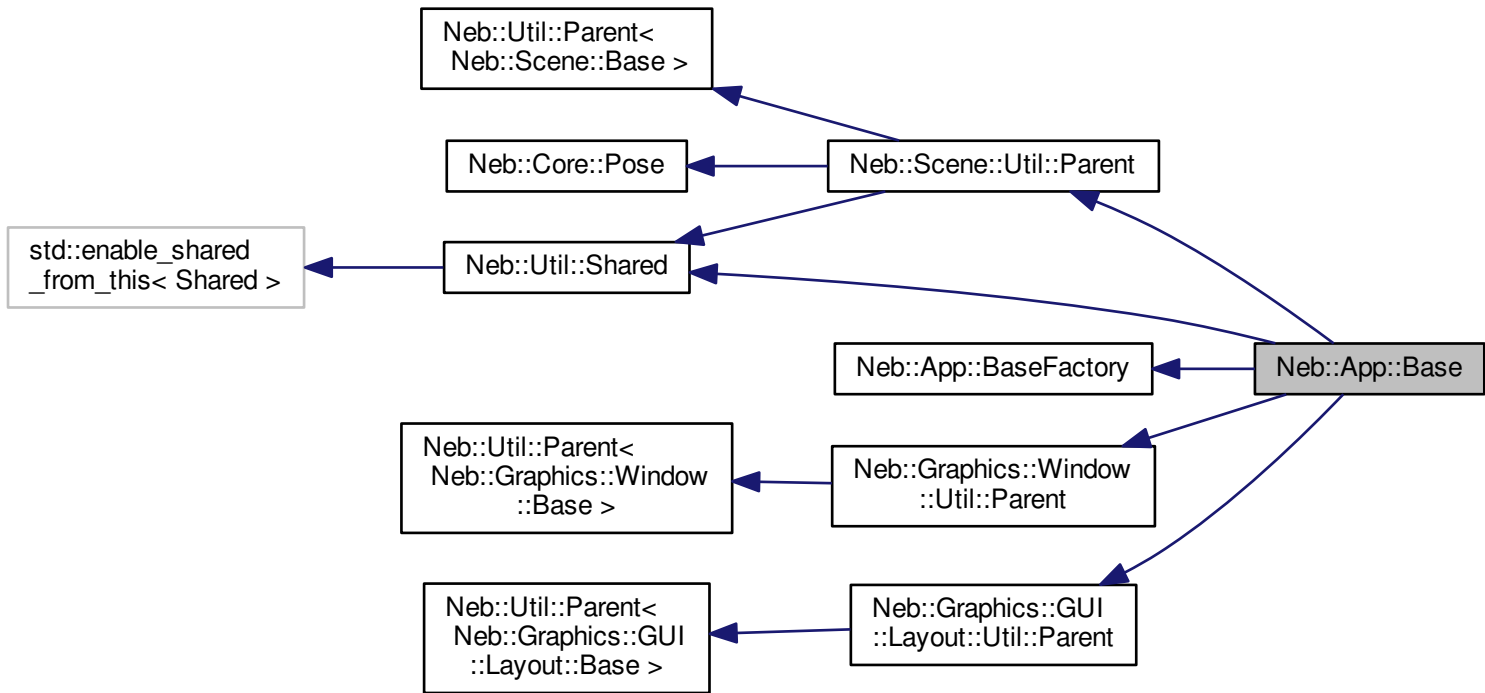 Neb::Util::Parent<
Neb::Scene::Base >
Neb::Core::Pose
Neb::Scene::Util::Parent
std::enable_shared
_from_this< Shared >
Neb::Util::Shared
Neb::App::BaseFactory
Neb::App::Base
Neb::Util::Parent<
Neb::Graphics::Window
::Base >
Neb::Graphics::Window
::Util::Parent
Neb::Util::Parent<
Neb::Graphics::GUI
::Layout::Base >
Neb::Graphics::GUI
::Layout::Util::Parent